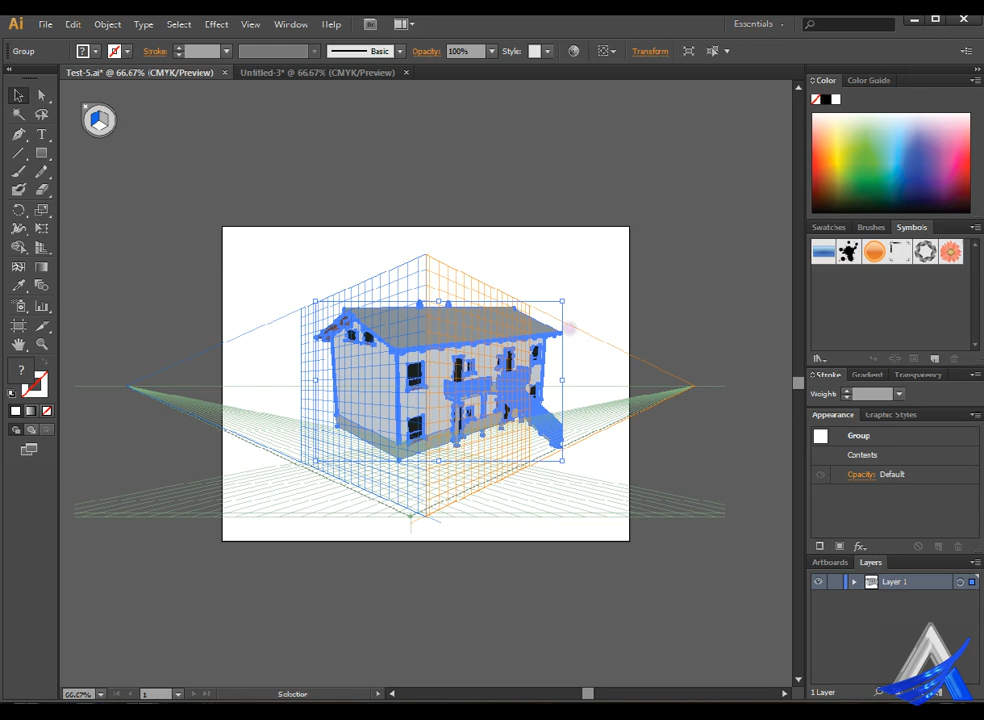 Ai File Edit Object Type Select Effect View Window Help Br Essentials
Group ? Stroke: Basic Opacity: 100% Style: Transform
Test-5.ai* @ 66.67% (CMYK/Preview) × Untitled-3* @ 66.67% (CMYK/Preview) ×
Color Color Guide
T
Swatches Brushes Symbols
?
Stroke Gradient Transparency
Weight:
Appearance Graphic Styles
Group
Contents
Opacity: Default
fx
Artboards Layers
Layer 1
66.67% 1 Selection 1 Layer